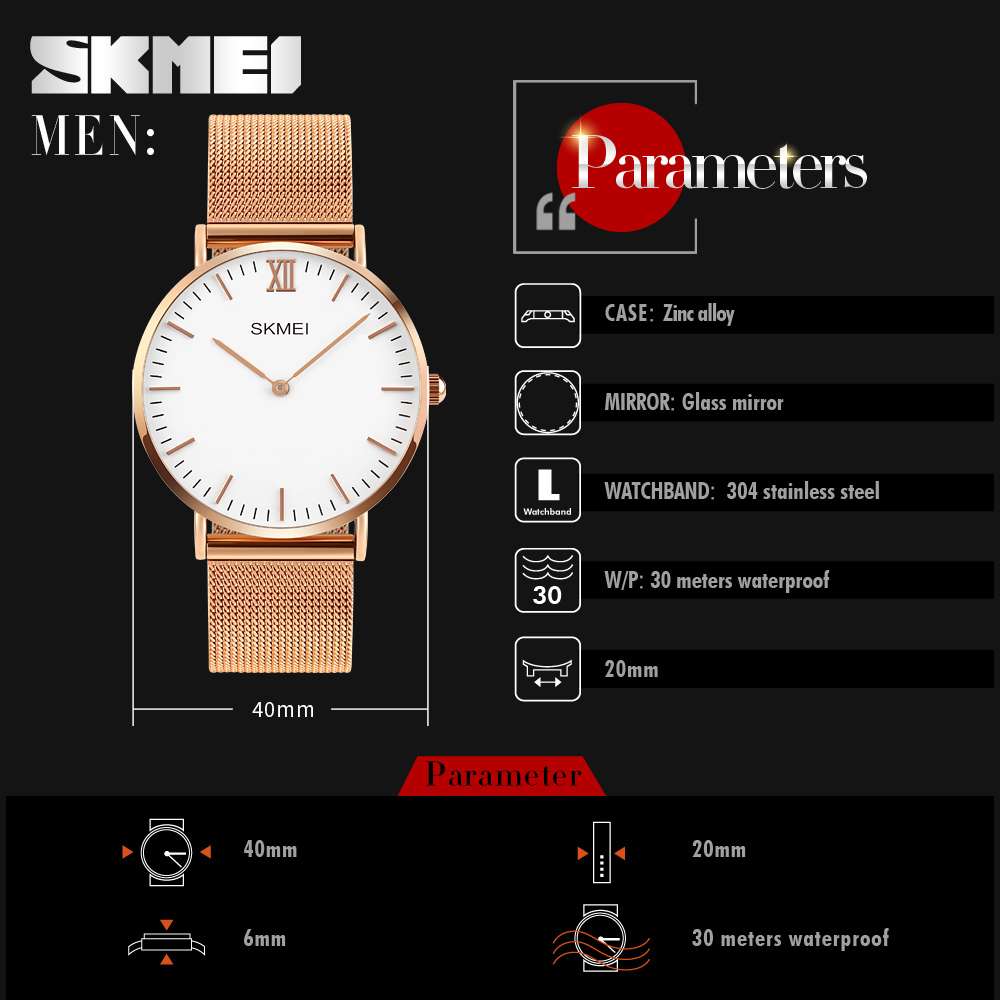 SKMEI
MEN:
XII
SKMEI
40mm
Parameters
CASE: Zinc alloy
MIRROR: Glass mirror
L
Watchband
WATCHBAND: 304 stainless steel
30
W/P: 30 meters waterproof
20mm
Parameter
40mm
20mm
6mm
30 meters waterproof